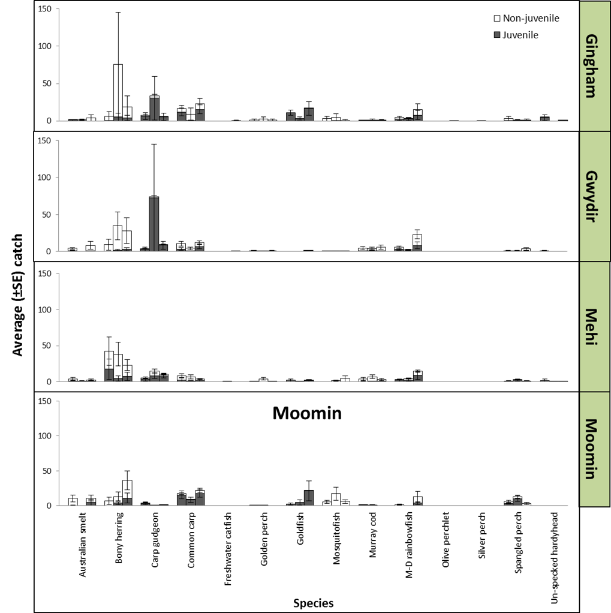 150
100
50
0
Non-juvenile
Juvenile
Gingham
150
100
50
0
Gwydir
150
100
50
0
Mehi
Average (±SE) catch
150
100
50
0
Moomin
Moomin
Australian smelt
Bony herring
Carp gudgeon
Common carp
Freshwater catfish
Golden perch
Goldfish
Mosquitofish
Murray cod
M-D rainbowfish
Olive perchlet
Silver perch
Spangled perch
Un-specked hardyhead
Species